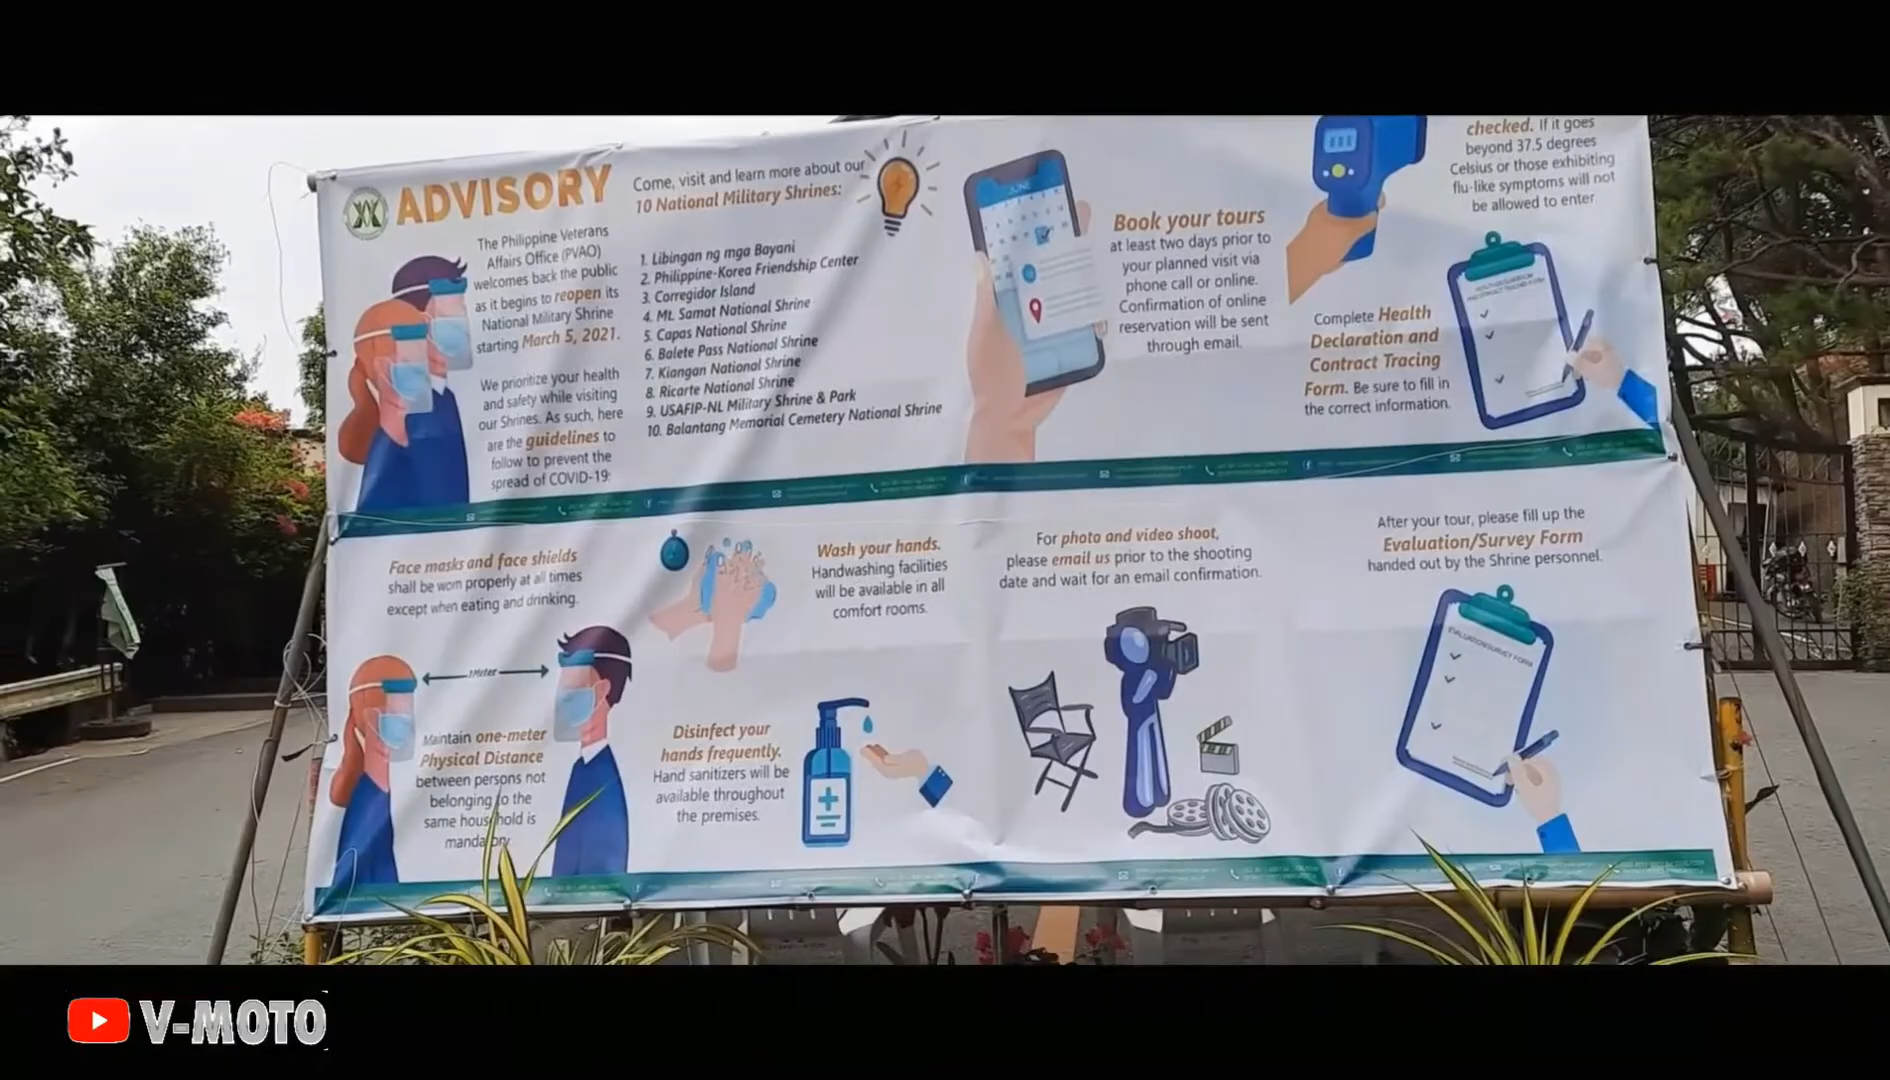 ADVISORY
The Philippine Veterans
Affairs Office (PVAO)
welcomes back the public
as it begins to reopen its
National Military Shrine
starting March 5, 2021.
We prioritize your health
and safety while visiting
our Shrines. As such, here
are the guidelines to
follow to prevent the
spread of COVID-19:
Come, visit and learn more about our
10 National Military Shrines:
1. Libingan ng mga Bayani
2. Philippine-Korea Friendship Center
3. Corregidor Island
4. Mt. Samat National Shrine
5. Capas National Shrine
6. Balete Pass National Shrine
7. Kiangan National Shrine
8. Ricarte National Shrine
9. USAFIP-NL Military Shrine & Park
10. Balantang Memorial Cemetery National Shrine
JUNE
Book your tours
at least two days prior to
your planned visit via
phone call or online.
Confirmation of online
reservation will be sent
through email.
checked. If it goes
beyond 37.5 degrees
Celsius or those exhibiting
flu-like symptoms will not
be allowed to enter
Complete Health
Declaration and
Contract Tracing
Form. Be sure to fill in
the correct information.
Face masks and face shields
shall be worn properly at all times
except when eating and drinking.
1Meter
Maintain one-meter
Physical Distance
between persons not
belonging to the
same household is
mandatory
Wash your hands.
Handwashing facilities
will be available in all
comfort rooms.
Disinfect your
hands frequently.
Hand sanitizers will be
available throughout
the premises.
For photo and video shoot,
please email us prior to the shooting
date and wait for an email confirmation.
After your tour, please fill up the
Evaluation/Survey Form
handed out by the Shrine personnel.
EVALUATION/SURVEY FORM
V-MOTO